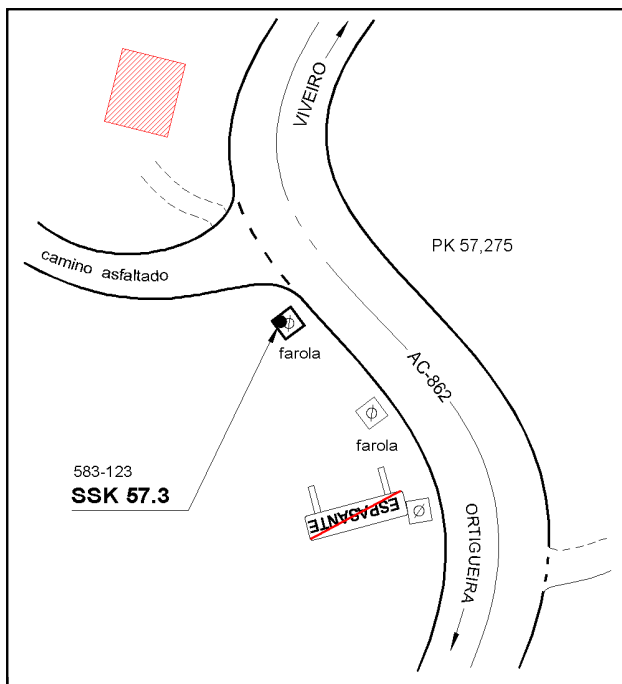 VIVEIRO
PK 57,275
camino asfaltado
farola
AC-862
farola
583-123
SSK 57.3
ESPASANTE
ORTIGUEIRA